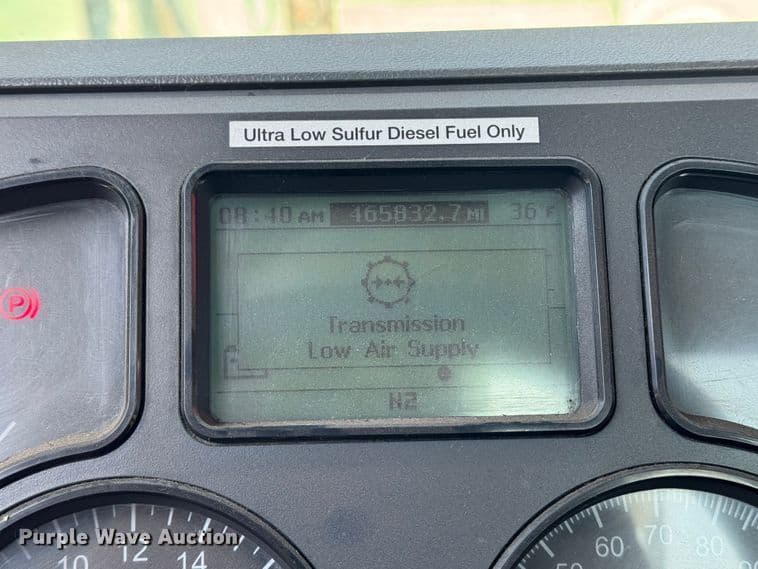 Ultra Low Sulfur Diesel Fuel Only
08:40 AM 465832.7 MI 36 F
Transmission
Low Air Supply
N2
P
10 12 14
60 70 80
Purple Wave Auction